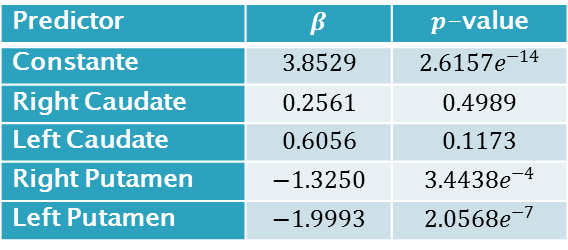 Predictor β p-value
Constante 3.8529 2.6157e⁻¹⁴
Right Caudate 0.2561 0.4989
Left Caudate 0.6056 0.1173
Right Putamen −1.3250 3.4438e⁻⁴
Left Putamen −1.9993 2.0568e⁻⁷